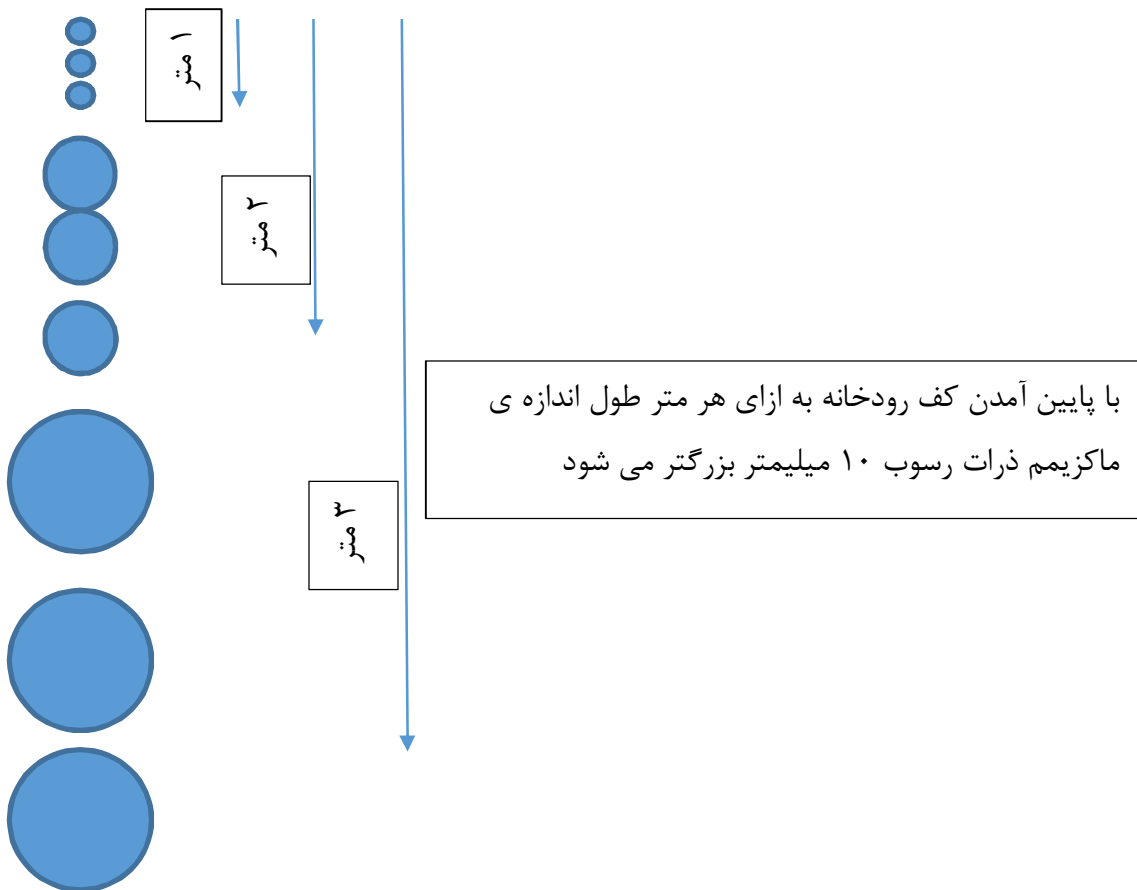 ۱ متر
۲ متر
۳ متر
با پایین آمدن کف رودخانه به ازای هر متر طول اندازه ی
ماکزیمم ذرات رسوب ۱۰ میلیمتر بزرگتر می شود